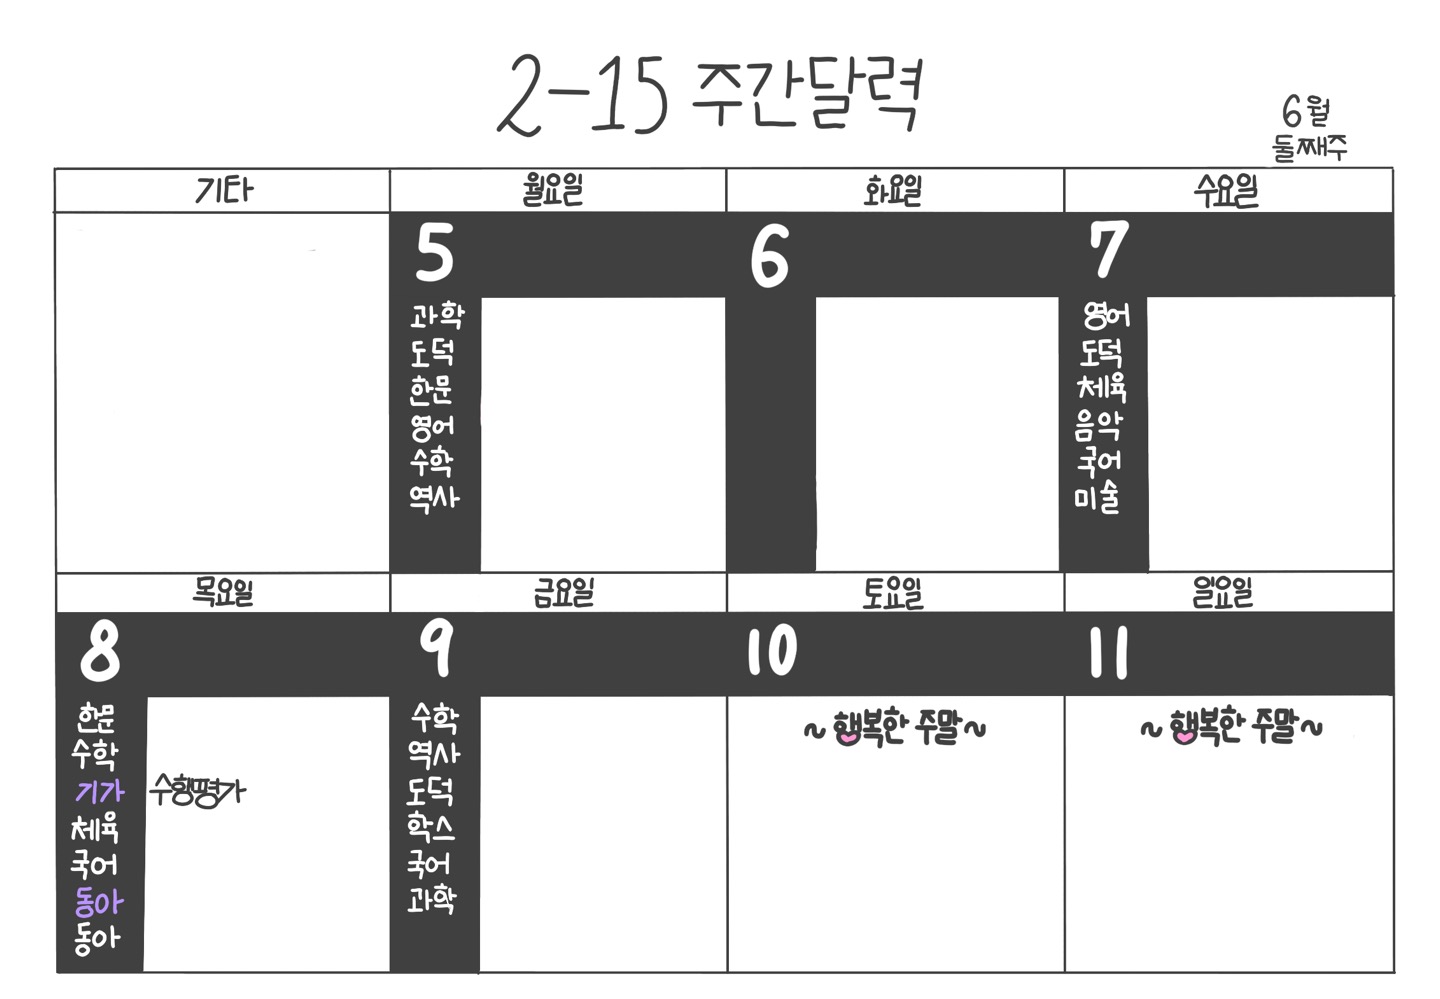 2-15 주간달력
6월
둘째주
기타
월요일
화요일
수요일
5
과학
도덕
한문
영어
수학
역사
6
7
영어
도덕
체육
음악
국어
미술
목요일
금요일
토요일
일요일
8
한문
수학
기가 수행평가
체육
국어
동아
동아
9
수학
역사
도덕
학스
국어
과학
10
~행복한 주말~
11
~행복한 주말~